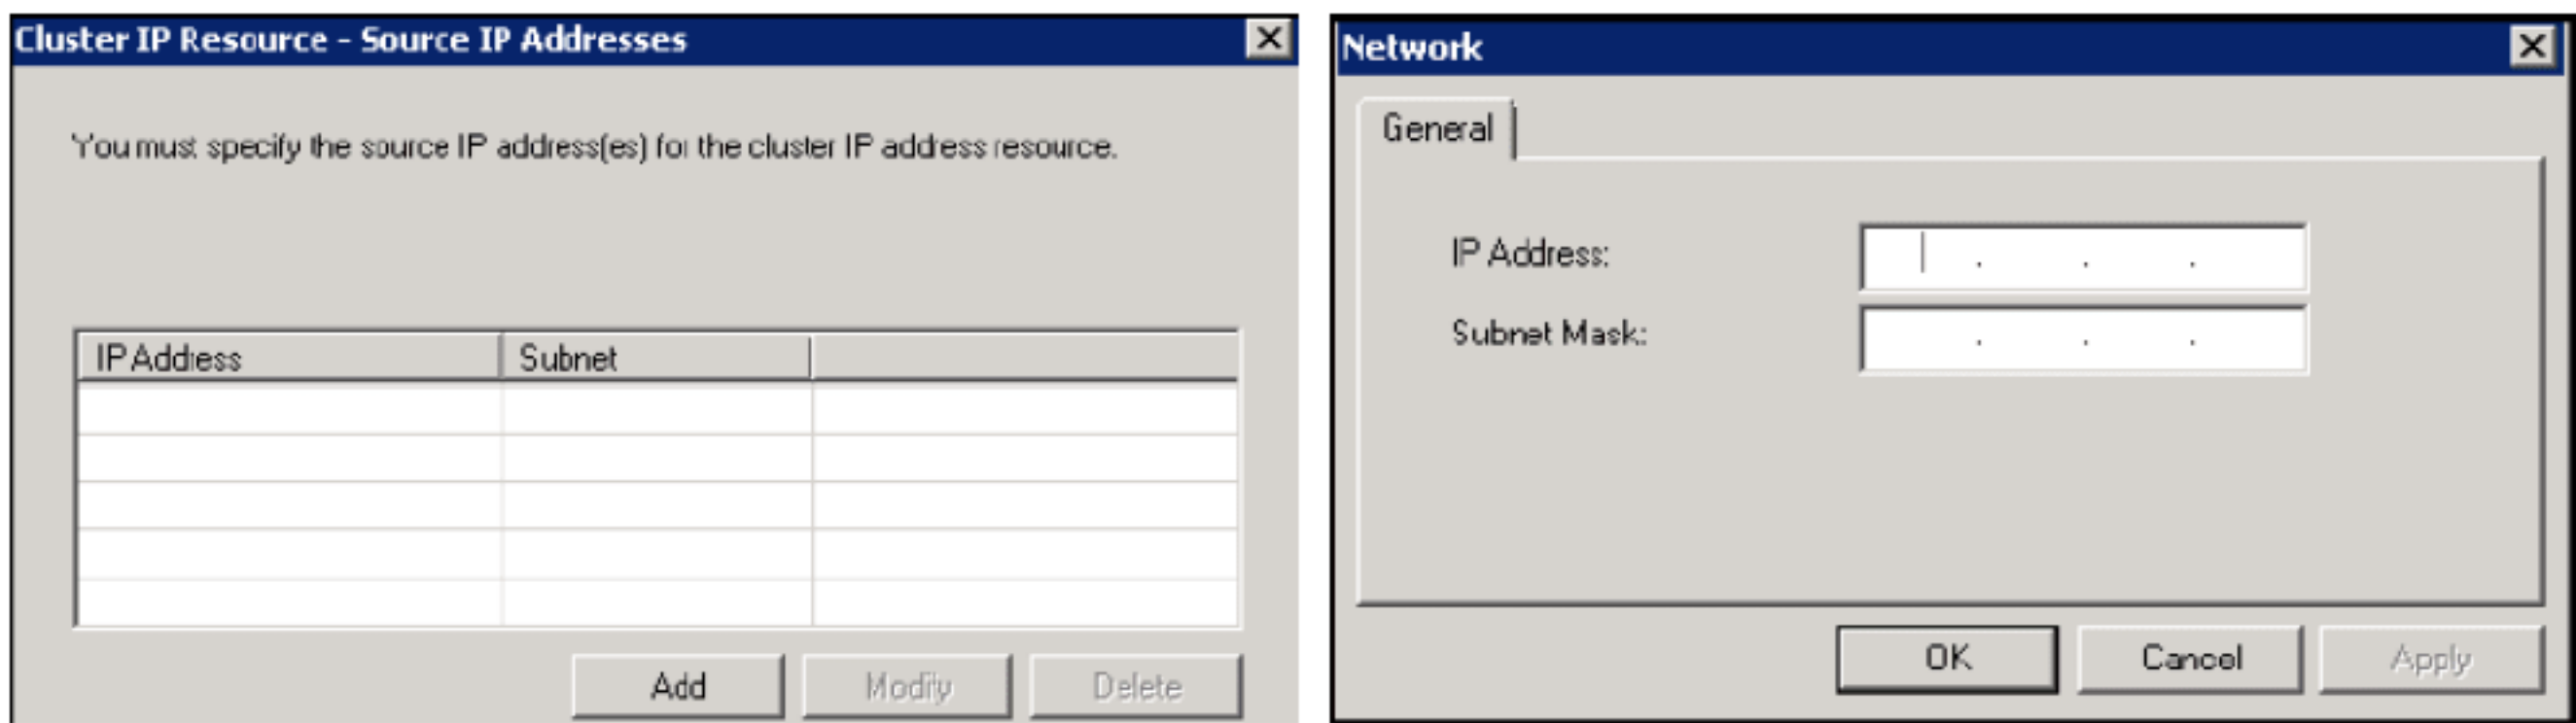 Cluster IP Resource - Source IP Addresses
You must specify the source IP address(es) for the cluster IP address resource.
IP Address Subnet
Add Modify Delete
Network
General
IP Address:
Subnet Mask:
OK Cancel Apply